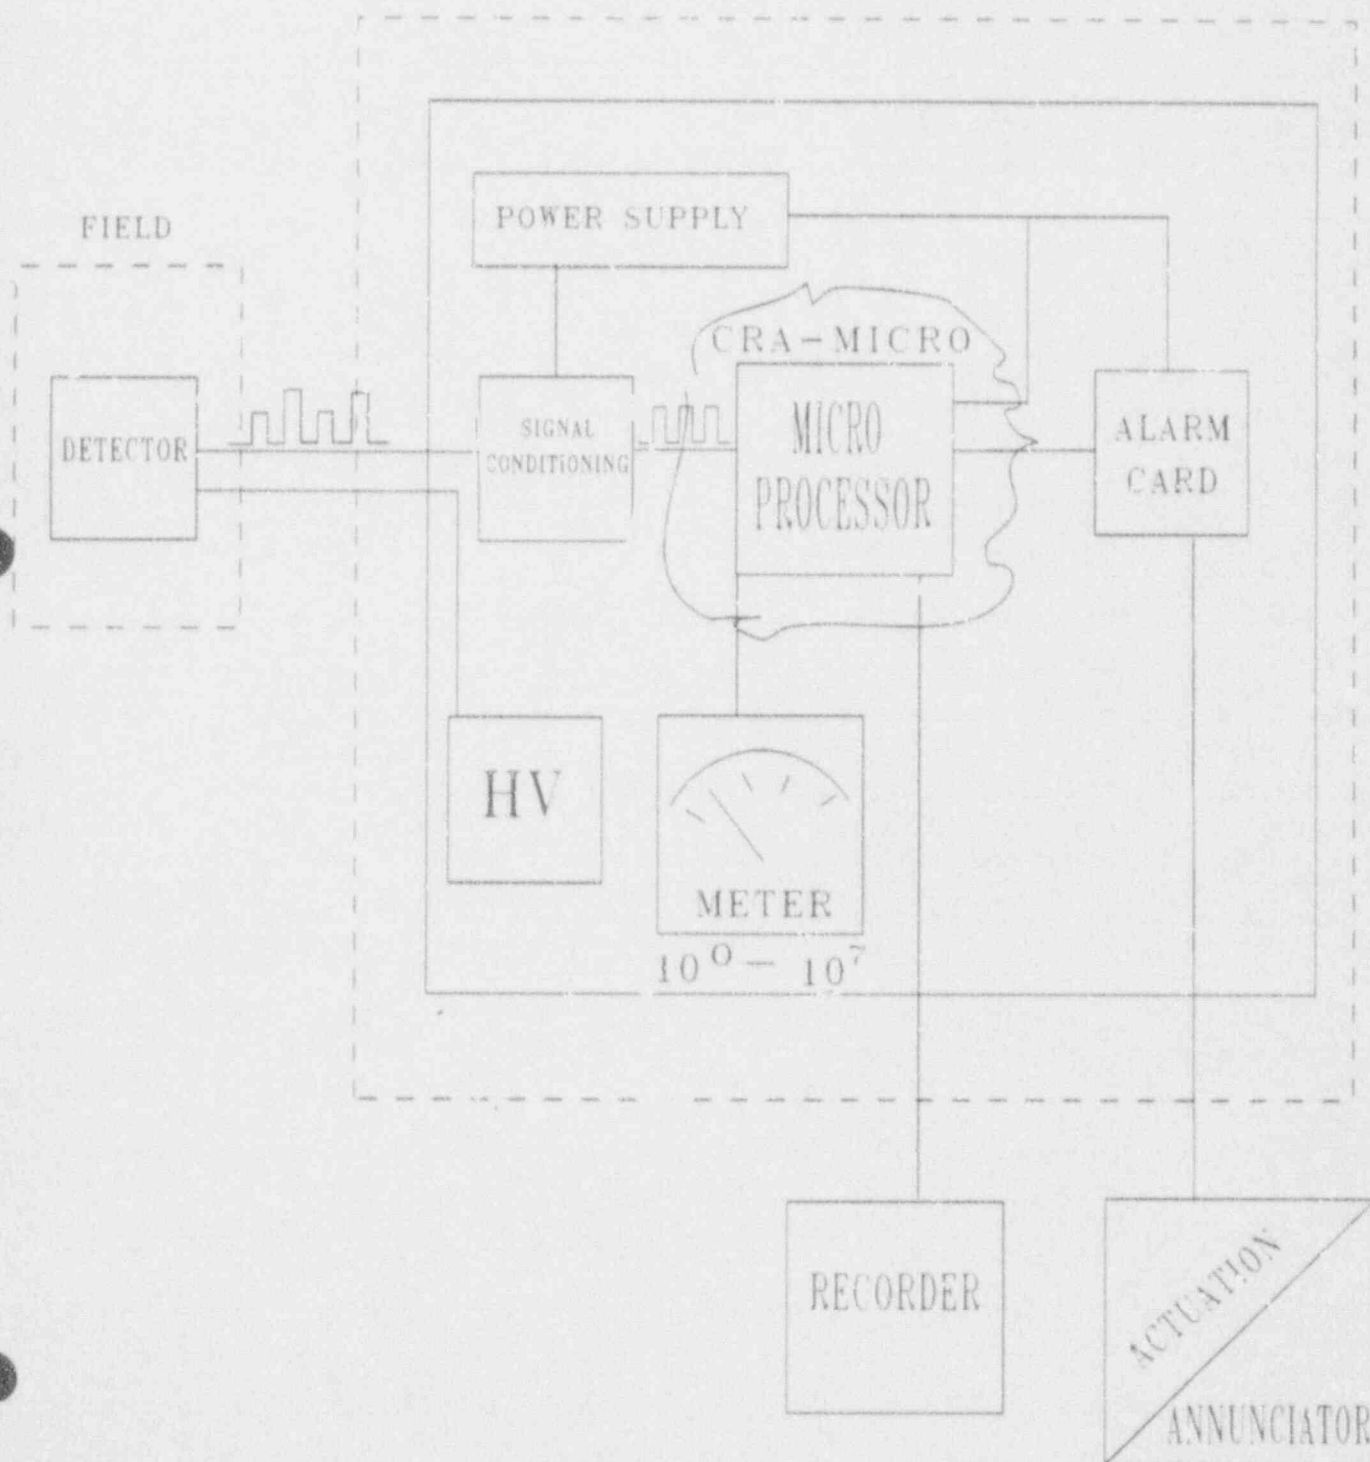 FIELD
POWER SUPPLY
CRA-MICRO
DETECTOR
SIGNAL
CONDITIONING
MICRO
PROCESSOR
ALARM
CARD
HV
METER
10⁰ - 10⁷
RECORDER
ACTUATION
ANNUNCIATOR